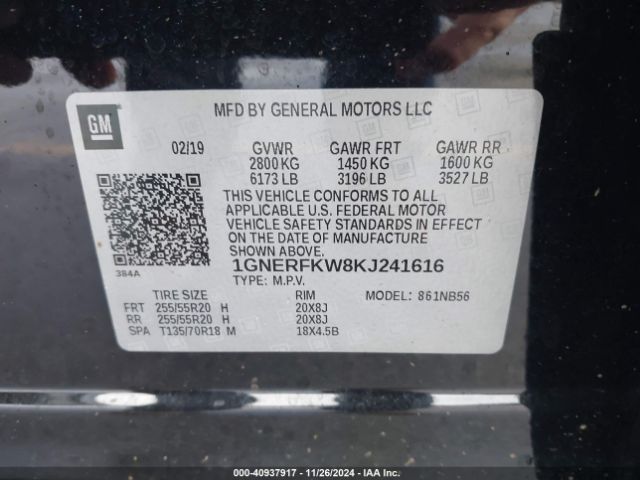 GM
MFD BY GENERAL MOTORS LLC
02/19 GVWR GAWR FRT GAWR RR
2800 KG 1450 KG 1600 KG
6173 LB 3196 LB 3527 LB
THIS VEHICLE CONFORMS TO ALL
APPLICABLE U.S. FEDERAL MOTOR
VEHICLE SAFETY STANDARDS IN EFFECT
ON THE DATE OF MANUFACTURE
SHOWN ABOVE.
384A
1GNERFKW8KJ241616
TYPE: M.P.V.
TIRE SIZE RIM MODEL: 861NB56
FRT 255/55R20 H 20X8J
RR 255/55R20 H 20X8J
SPA T135/70R18 M 18X4.5B
000-40937917 - 11/26/2024 - IAA Inc.